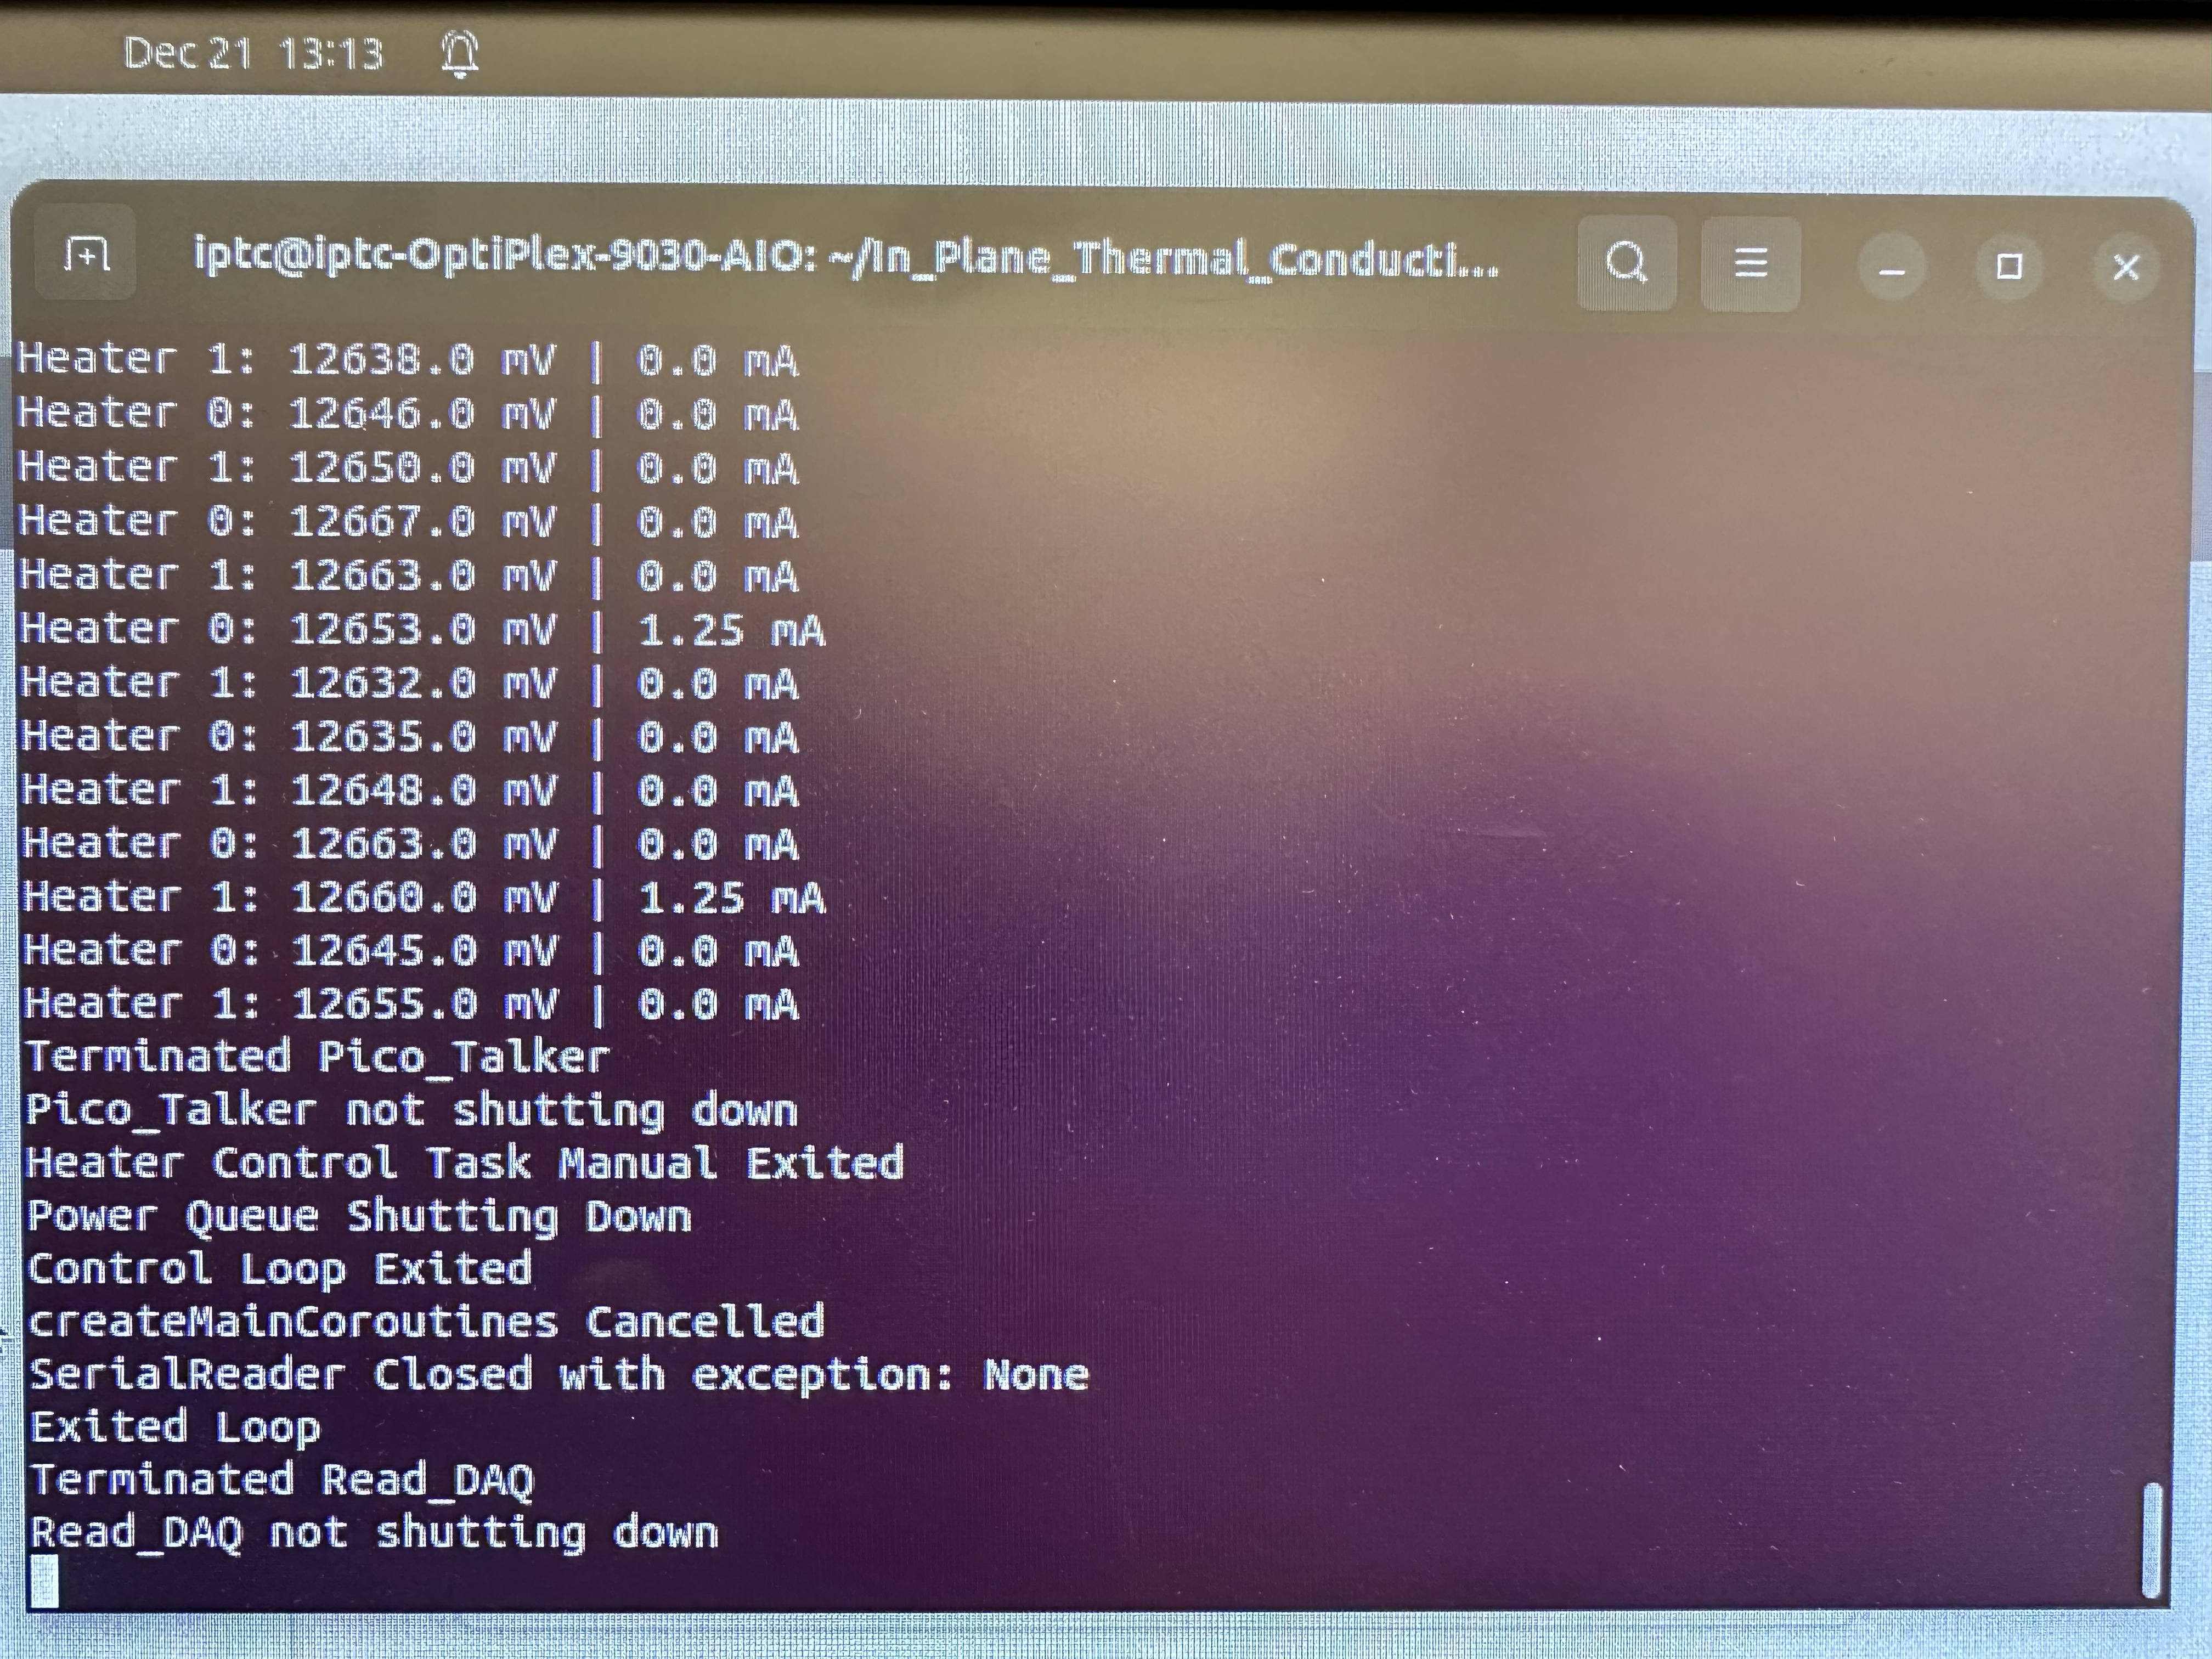 Dec 21 13:13
iptc@iptc-OptiPlex-9030-AIO: ~/In_Plane_Thermal_Conducti...
Heater 1: 12638.0 mV | 0.0 mA
Heater 0: 12646.0 mV | 0.0 mA
Heater 1: 12650.0 mV | 0.0 mA
Heater 0: 12667.0 mV | 0.0 mA
Heater 1: 12663.0 mV | 0.0 mA
Heater 0: 12653.0 mV | 1.25 mA
Heater 1: 12632.0 mV | 0.0 mA
Heater 0: 12635.0 mV | 0.0 mA
Heater 1: 12648.0 mV | 0.0 mA
Heater 0: 12663.0 mV | 0.0 mA
Heater 1: 12660.0 mV | 1.25 mA
Heater 0: 12645.0 mV | 0.0 mA
Heater 1: 12655.0 mV | 0.0 mA
Terminated Pico_Talker
Pico_Talker not shutting down
Heater Control Task Manual Exited
Power Queue Shutting Down
Control Loop Exited
createMainCoroutines Cancelled
SerialReader Closed with exception: None
Exited Loop
Terminated Read_DAQ
Read_DAQ not shutting down